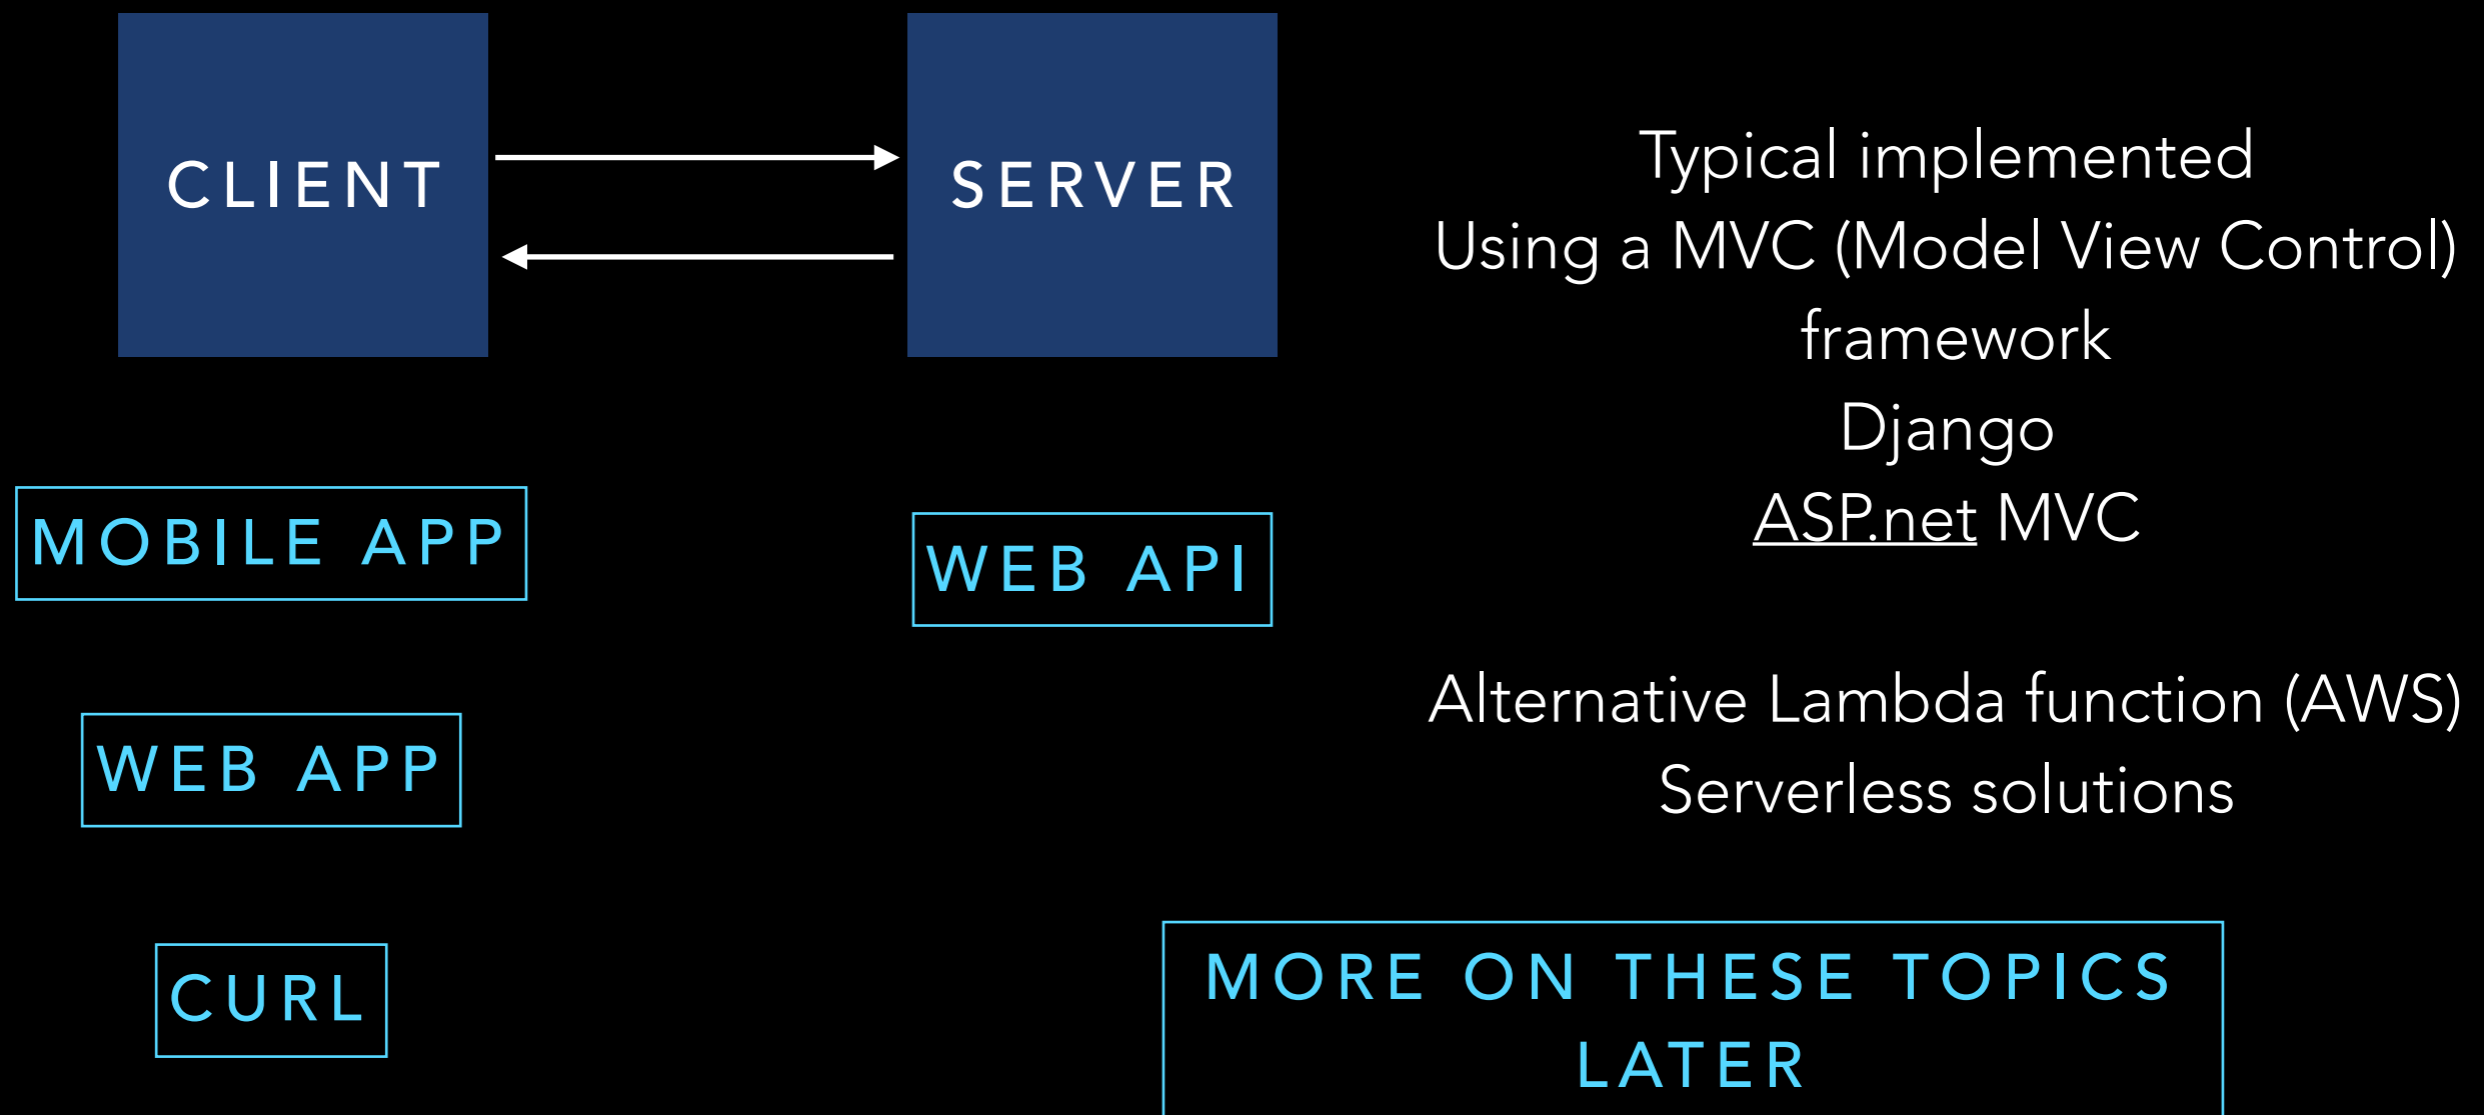 CLIENT
SERVER
Typical implemented
Using a MVC (Model View Control)
framework
Django
ASP.net MVC
MOBILE APP
WEB API
Alternative Lambda function (AWS)
Serverless solutions
WEB APP
CURL
MORE ON THESE TOPICS
LATER